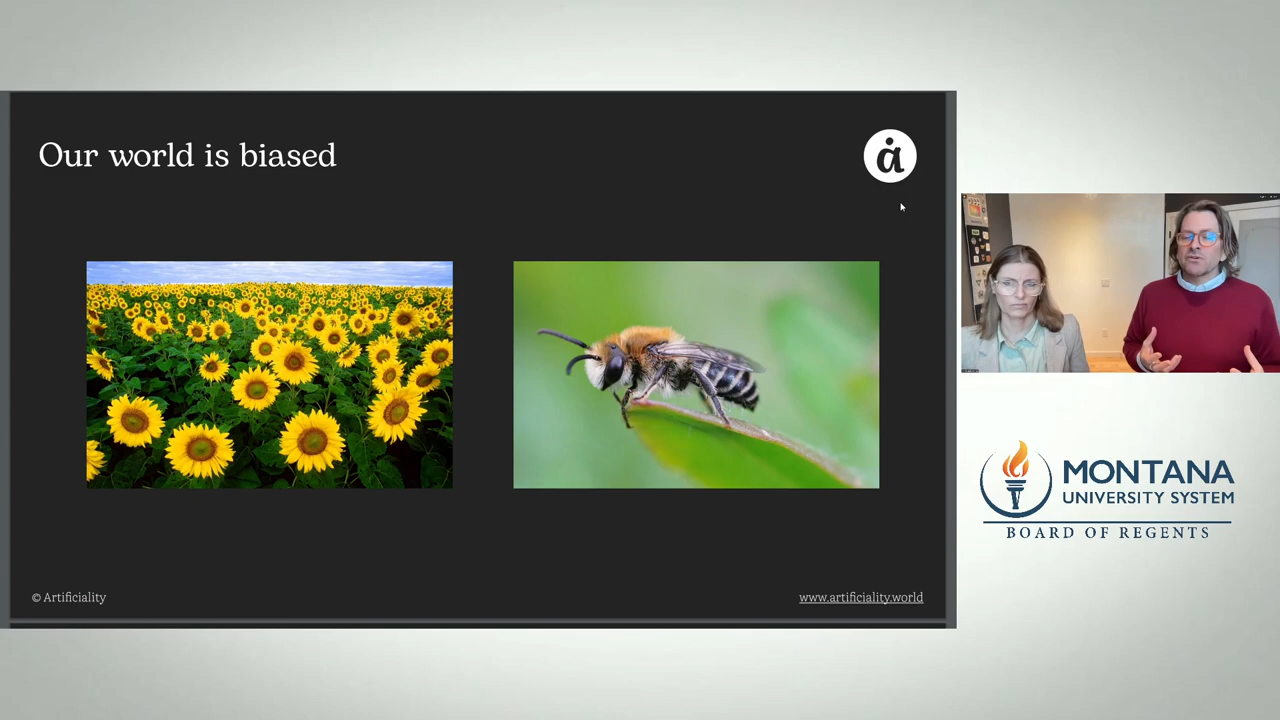 Our world is biased
ȧ
© Artificiality
www.artificiality.world
MONTANA
UNIVERSITY SYSTEM
BOARD OF REGENTS